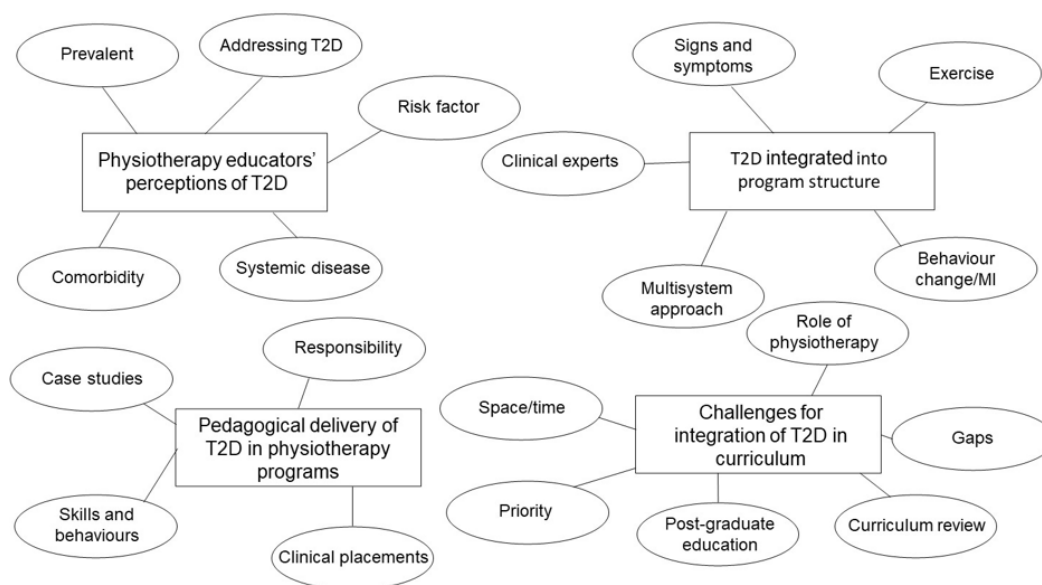 Prevalent
Addressing T2D
Risk factor
Physiotherapy educators’
perceptions of T2D
Comorbidity
Systemic disease
Signs and
symptoms
Exercise
Clinical experts
T2D integrated into
program structure
Multisystem
approach
Behaviour
change/MI
Case studies
Responsibility
Pedagogical delivery of
T2D in physiotherapy
programs
Skills and
behaviours
Clinical placements
Role of
physiotherapy
Space/time
Challenges for
integration of T2D in
curriculum
Gaps
Priority
Post-graduate
education
Curriculum review